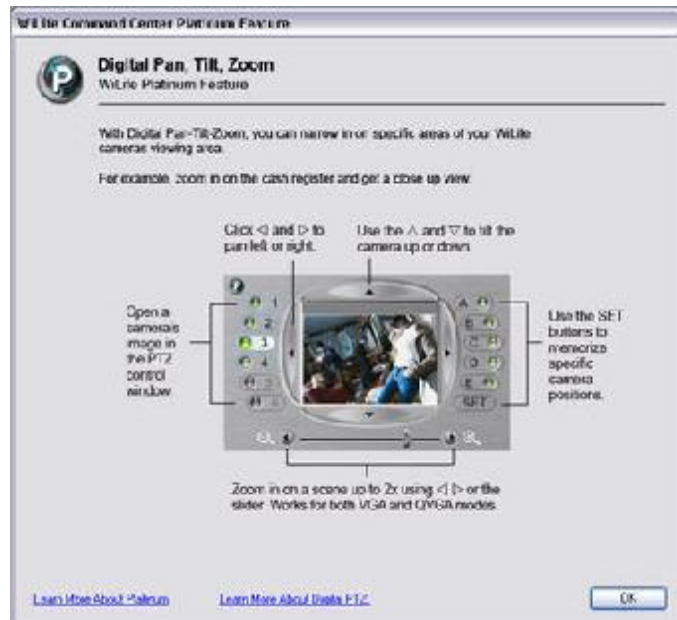 WiLife Command Center Platinum Feature
Digital Pan, Tilt, Zoom
WiLife Platinum Feature
With Digital Pan-Tilt-Zoom, you can narrow in on specific areas of your WiLife
cameras viewing area.
For example, zoom in on the cash register and get a close up view.
Click ◁ and ▷ to
pan left or right.
Use the △ and ▽ to tilt the
camera up or down.
Open a
camera's
image in
the PTZ
control
window.
1
2
3
4
A
B
C
D
E
SET
Use the SET
buttons to
memorize
specific
camera
positions.
Zoom in on a scene up to 2x using ◁ ▷ or the
slider. Works for both VGA and QVGA modes.
Learn More About Platinum
Learn More About Digital PTZ
OK